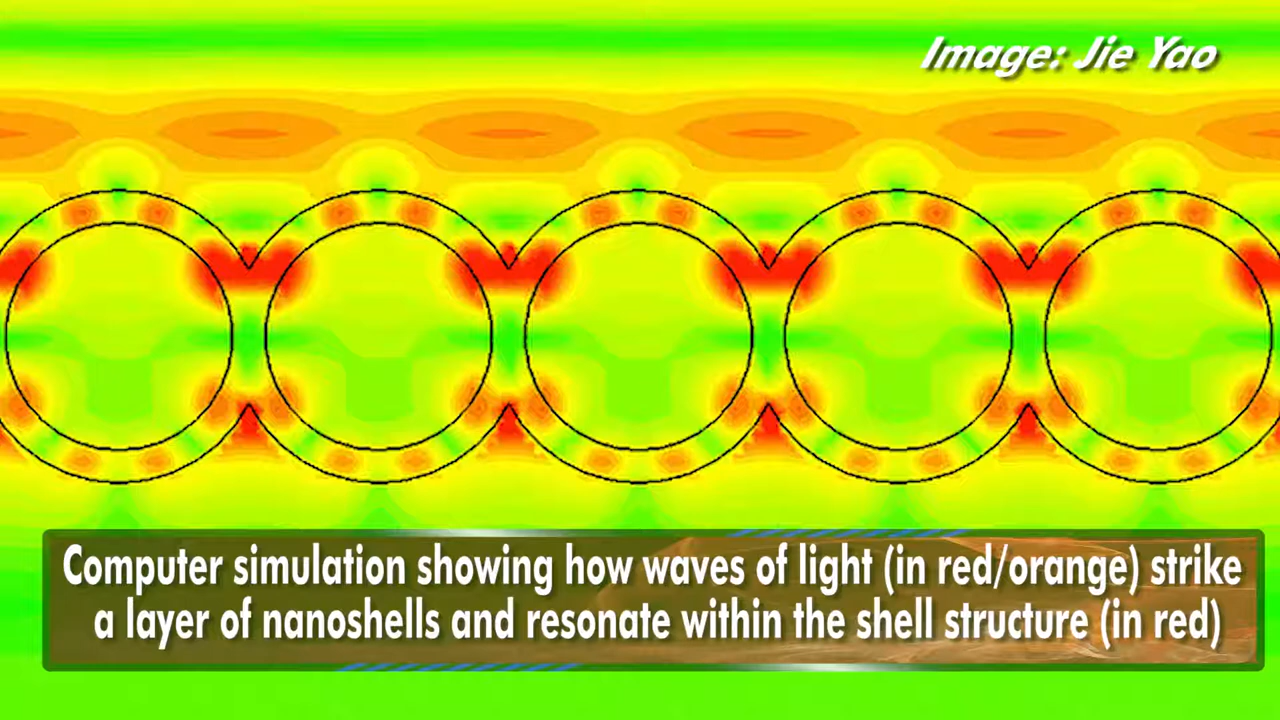 Image: Jie Yao
Computer simulation showing how waves of light (in red/orange) strike
a layer of nanoshells and resonate within the shell structure (in red)